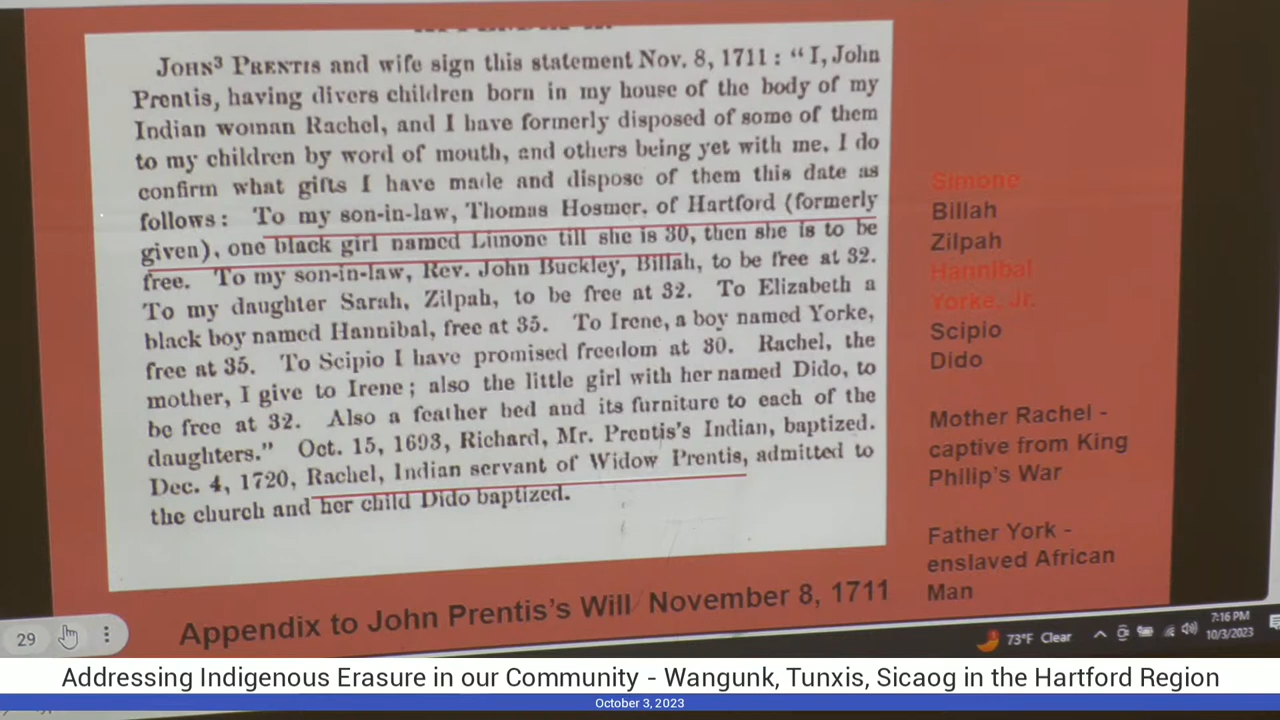 JOHN³ PRENTIS and wife sign this statement Nov. 8, 1711 : “ I, John
Prentis, having divers children born in my house of the body of my
Indian woman Rachel, and I have formerly disposed of some of them
to my children by word of mouth, and others being yet with me, I do
confirm what gifts I have made and dispose of them this date as
follows : To my son-in-law, Thomas Hosmer, of Hartford (formerly
given), one black girl named Limone till she is 30, then she is to be
free. To my son-in-law, Rev. John Buckley, Billah, to be free at 32.
To my daughter Sarah, Zilpah, to be free at 32. To Elizabeth a
black boy named Hannibal, free at 35. To Irene, a boy named Yorke,
free at 35. To Scipio I have promised freedom at 30. Rachel, the
mother, I give to Irene ; also the little girl with her named Dido, to
be free at 32. Also a feather bed and its furniture to each of the
daughters.” Oct. 15, 1693, Richard, Mr. Prentis's Indian, baptized.
Dec. 4, 1720, Rachel, Indian servant of Widow Prentis, admitted to
the church and her child Dido baptized.
Simone
Billah
Zilpah
Hannibal
Yorke, Jr.
Scipio
Dido
Mother Rachel -
captive from King
Philip's War
Father York -
enslaved African
Man
Appendix to John Prentis's Will November 8, 1711
29
73°F Clear
7:16 PM
10/3/2023
Addressing Indigenous Erasure in our Community - Wangunk, Tunxis, Sicaog in the Hartford Region
October 3, 2023